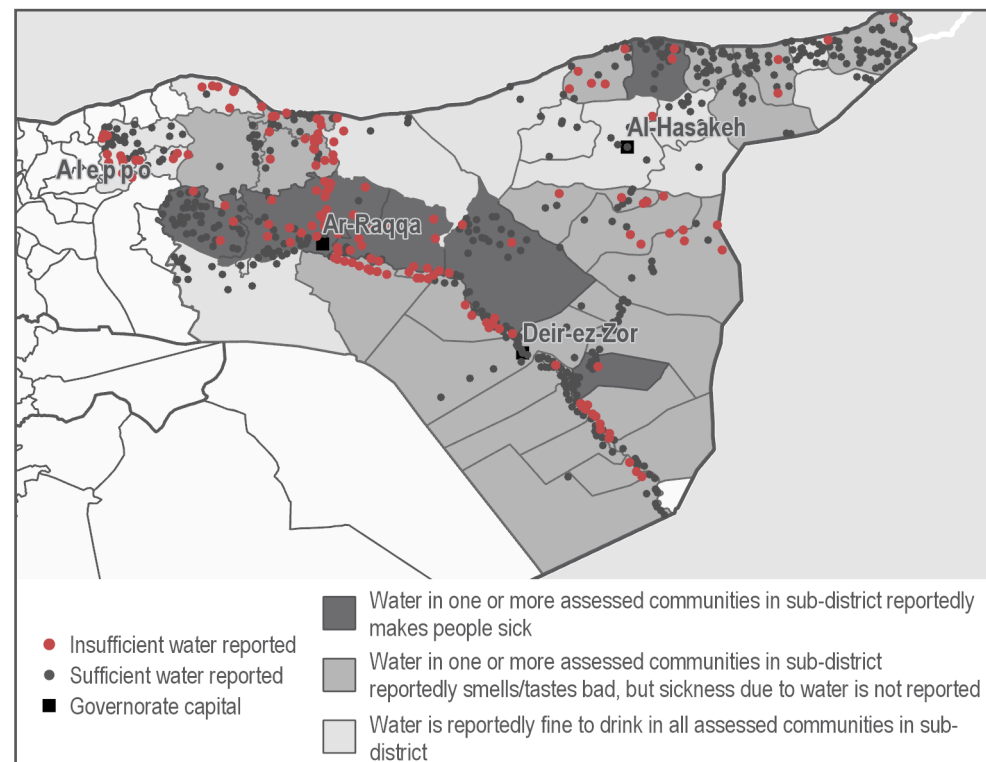 Al-Hasakeh
Aleppo
Ar-Raqqa
Deir-ez-Zor
Insufficient water reported
Sufficient water reported
Governorate capital
Water in one or more assessed communities in sub-district reportedly
makes people sick
Water in one or more assessed communities in sub-district
reportedly smells/tastes bad, but sickness due to water is not reported
Water is reportedly fine to drink in all assessed communities in sub-
district